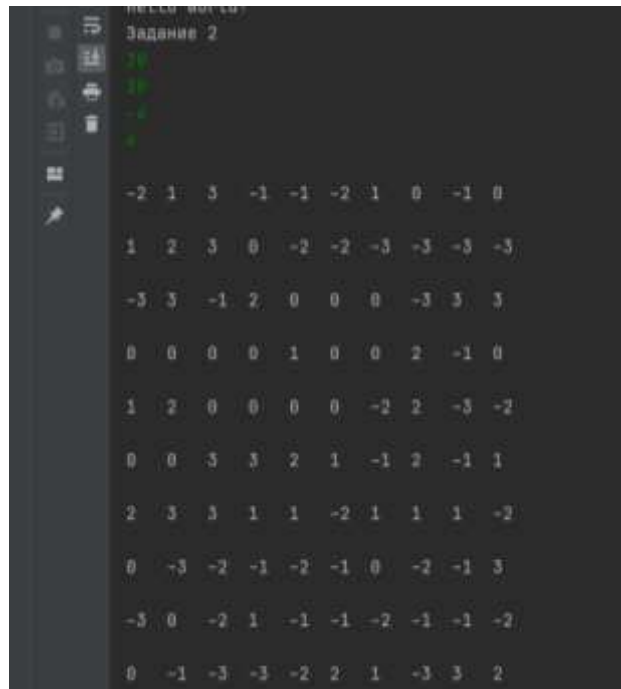 Hello World!
Задание 2
-4
4
-2 1 3 -1 -1 -2 1 0 -1 0
1 2 3 0 -2 -2 -3 -3 -3 -3
-3 3 -1 2 0 0 0 -3 3 3
0 0 0 0 1 0 0 2 -1 0
1 2 0 0 0 0 -2 2 -3 -2
0 0 3 3 2 1 -1 2 -1 1
2 3 3 1 1 -2 1 1 1 -2
0 -3 -2 -1 -2 -1 0 -2 -1 3
-3 0 -2 1 -1 -1 -2 -1 -1 -2
0 -1 -3 -3 -2 2 1 -3 3 2